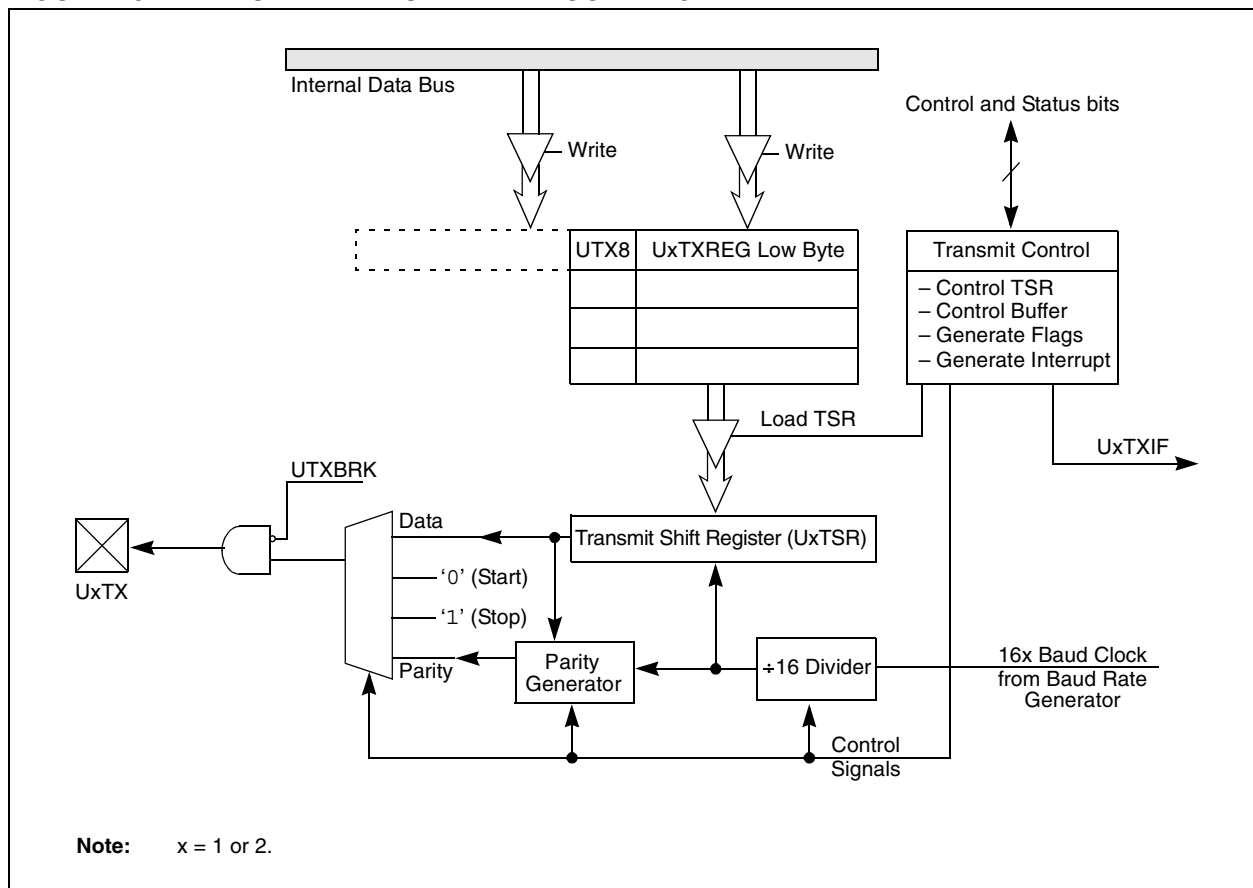 Internal Data Bus
Control and Status bits
Write
Write
UTX8
UxTXREG Low Byte
Transmit Control
– Control TSR
– Control Buffer
– Generate Flags
– Generate Interrupt
Load TSR
UxTXIF
UTXBRK
Data
Transmit Shift Register (UxTSR)
UxTX
‘0’ (Start)
‘1’ (Stop)
Parity
Parity
Generator
÷16 Divider
16x Baud Clock
from Baud Rate
Generator
Control
Signals
Note: x = 1 or 2.